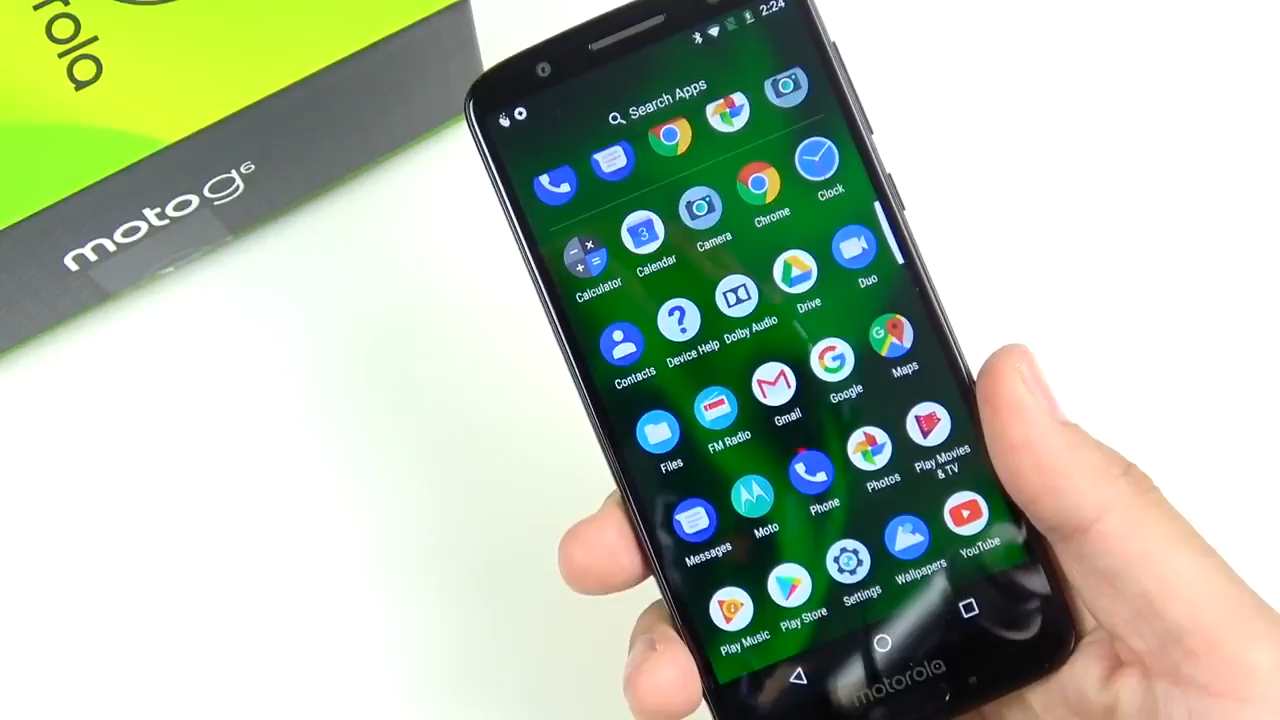 rola
moto g6
2:24
Search Apps
Calculator
Calendar
3
Camera
Chrome
Clock
Contacts
Device Help
Dolby Audio
Drive
Duo
Files
FM Radio
Gmail
Google
Maps
Messages
Moto
Phone
Photos
Play Movies
& TV
Play Music
Play Store
Settings
Wallpapers
YouTube
motorola